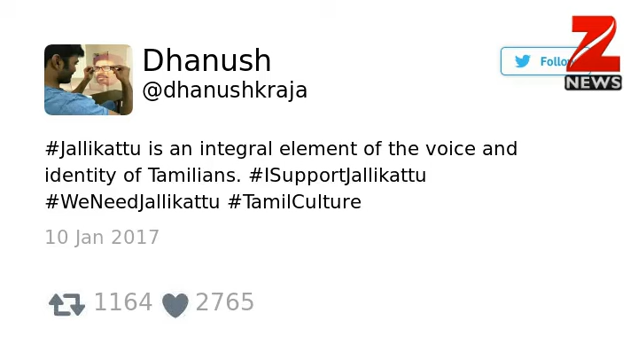 Dhanush
@dhanushkraja
Follo
Z
NEWS
#Jallikattu is an integral element of the voice and
identity of Tamilians. #ISupportJallikattu
#WeNeedJallikattu #TamilCulture
10 Jan 2017
1164 2765